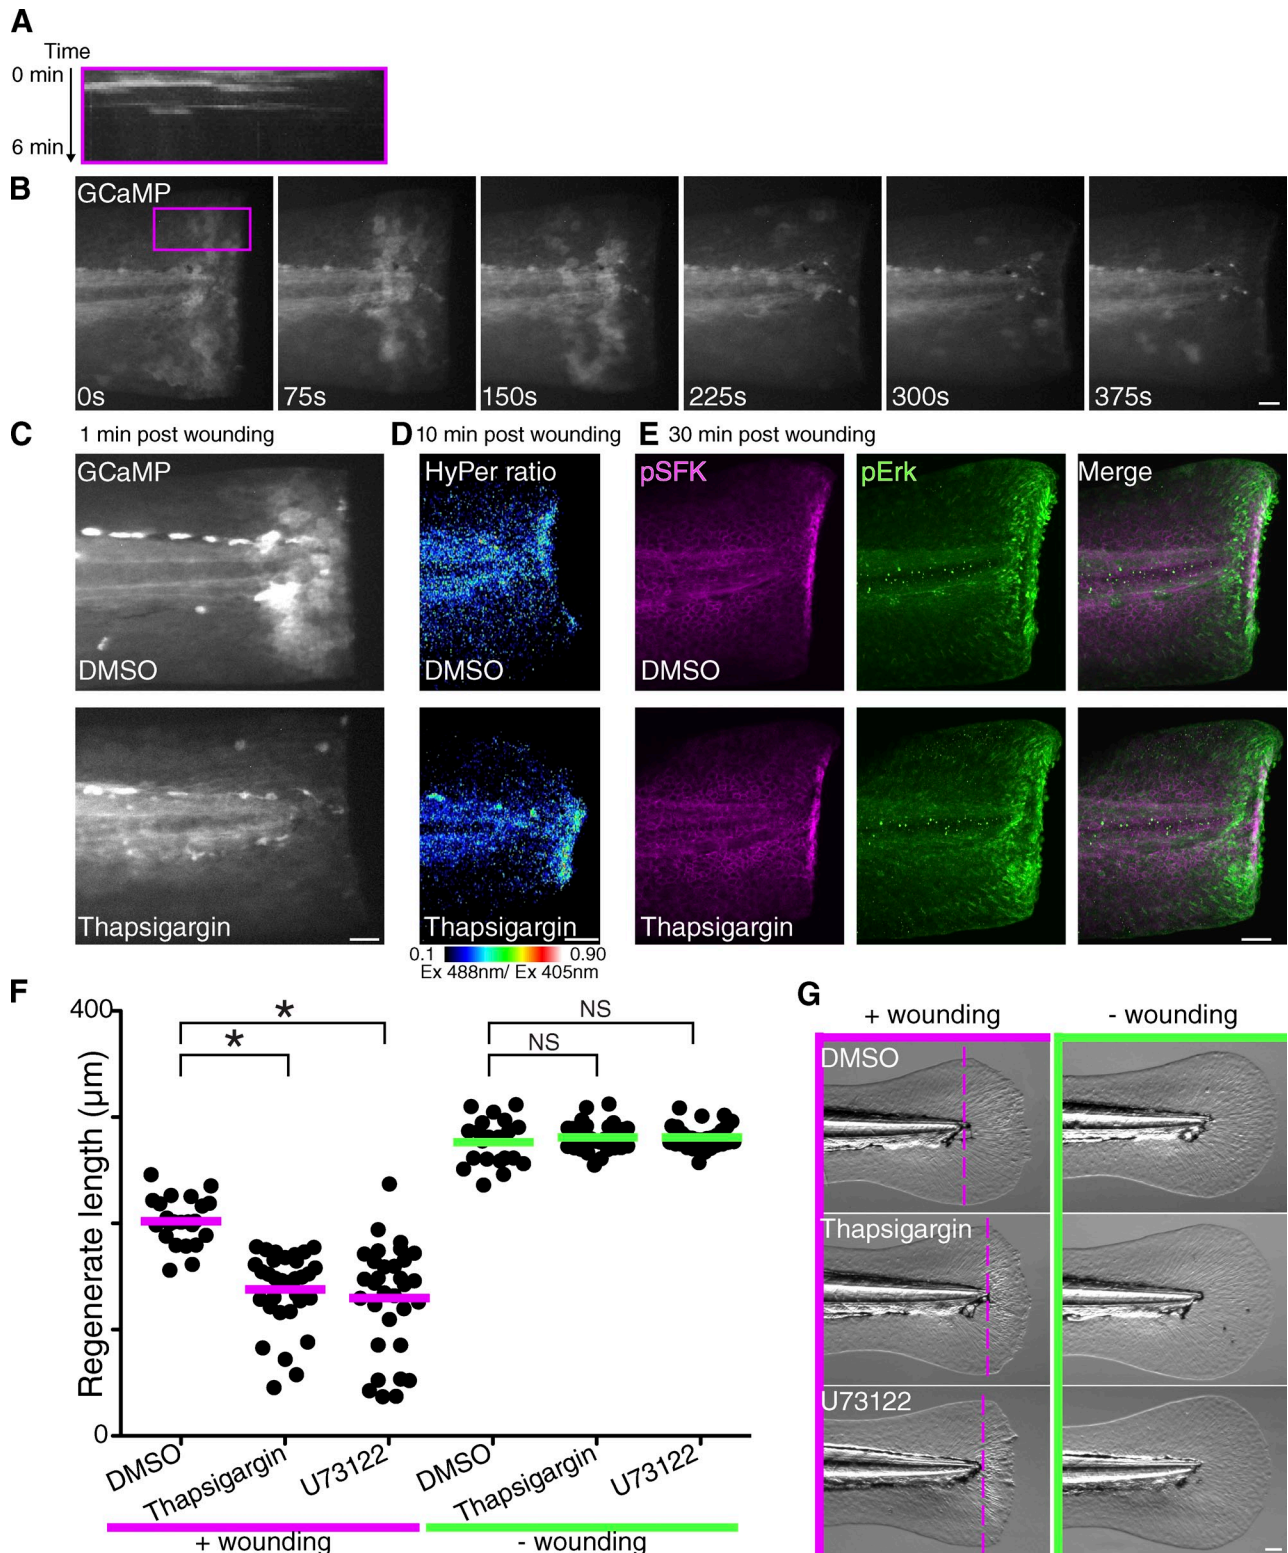 A
Time
0 min
6 min
B
GCaMP
0s
75s
150s
225s
300s
375s
C
1 min post wounding
D
10 min post wounding
E
30 min post wounding
GCaMP
HyPer ratio
pSFK
pErk
Merge
DMSO
DMSO
DMSO
Thapsigargin
Thapsigargin
Thapsigargin
0.1
0.90
Ex 488nm/ Ex 405nm
F
400
*
*
NS
NS
Regenerate length (µm)
0
DMSO
Thapsigargin
U73122
DMSO
Thapsigargin
U73122
+ wounding
- wounding
G
+ wounding
- wounding
DMSO
Thapsigargin
U73122